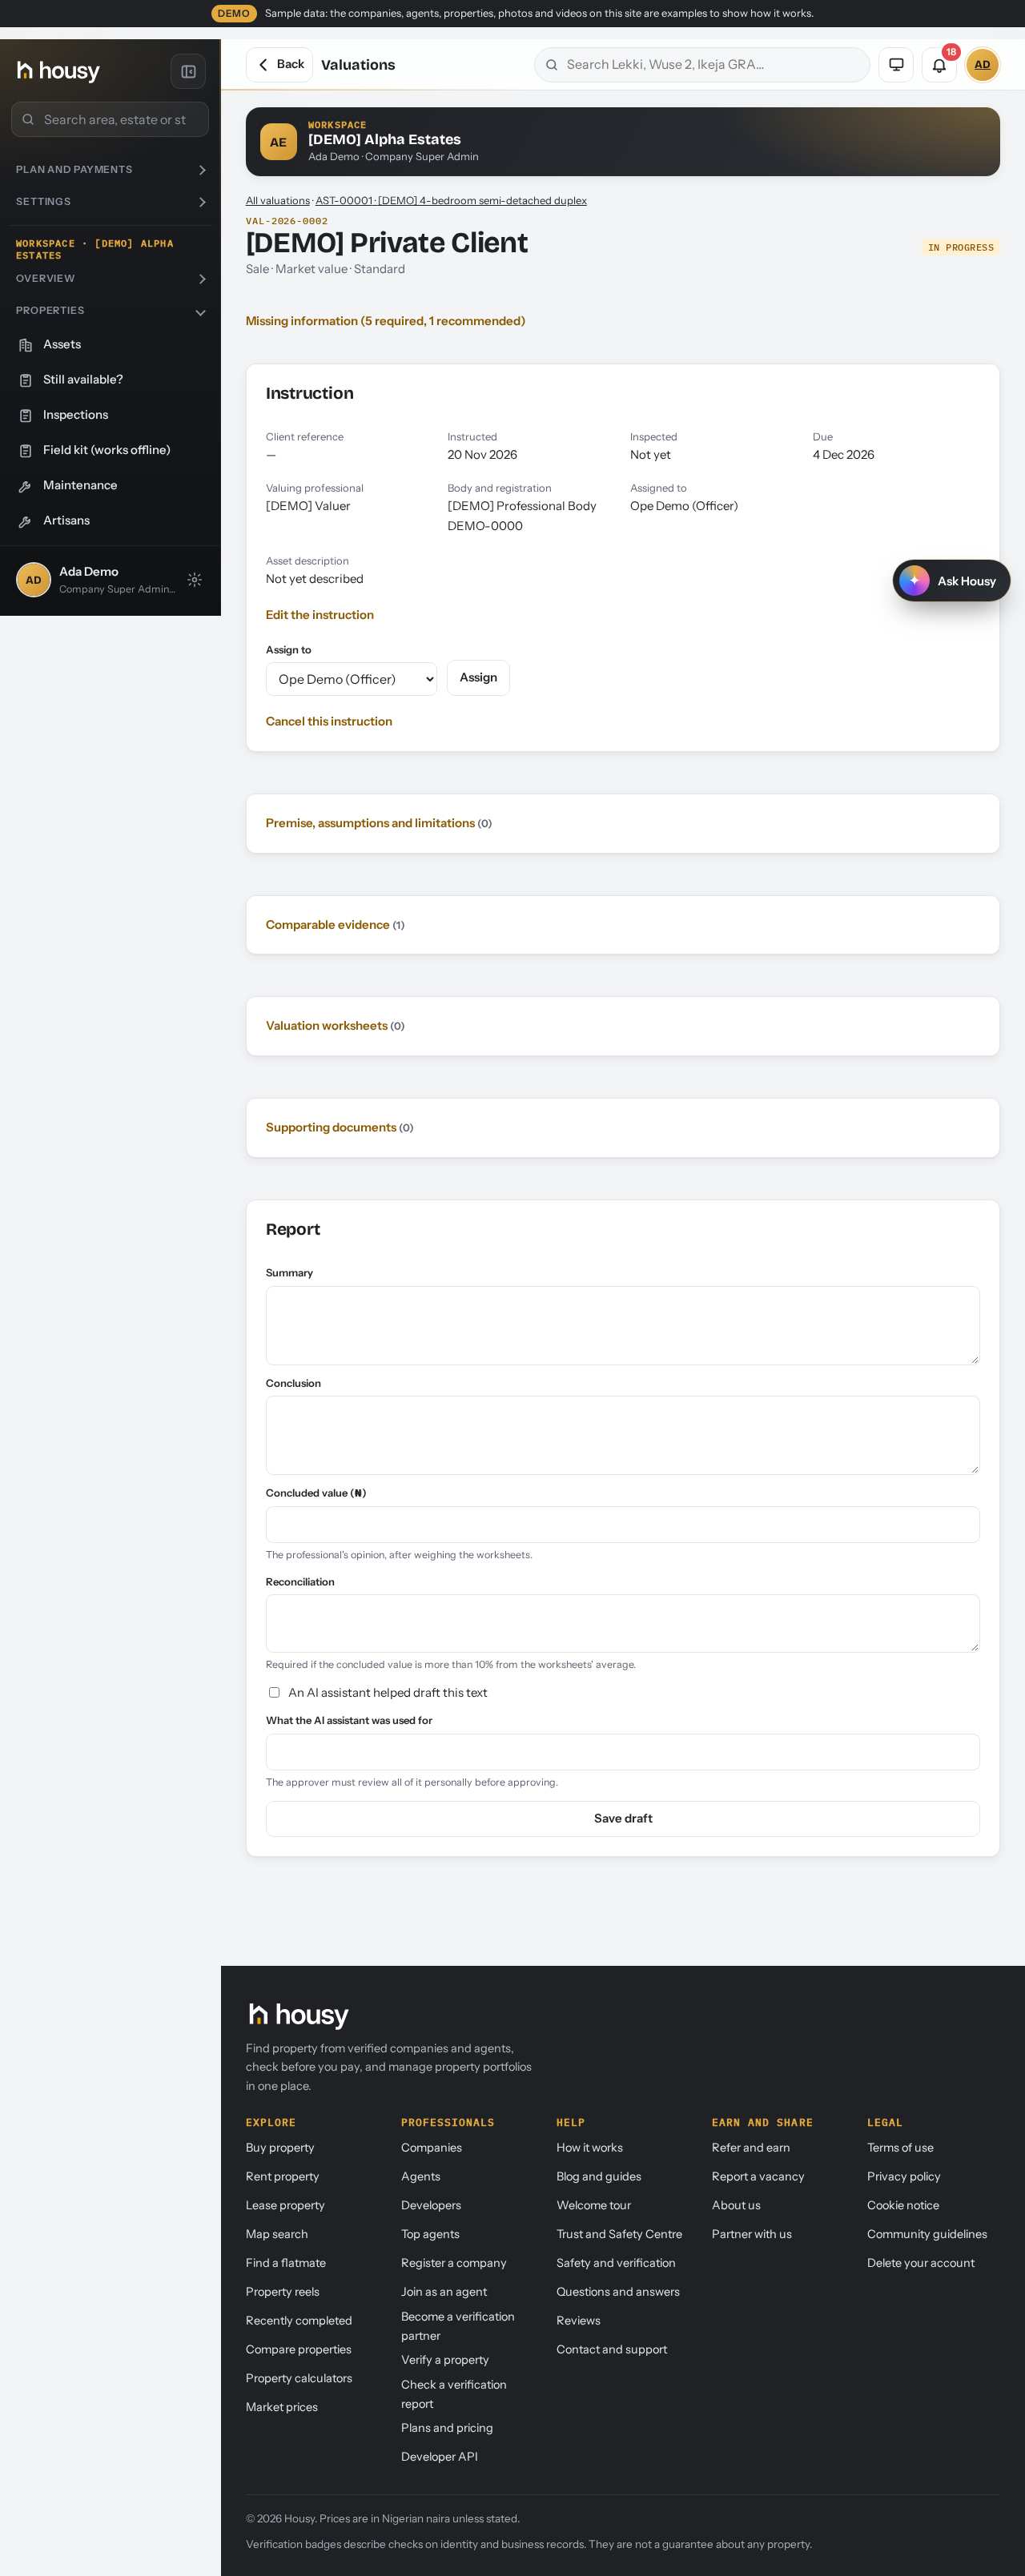 DEMO Sample data: the companies, agents, properties, photos and videos on this site are examples to show how it works.
housy
Search area, estate or st
PLAN AND PAYMENTS
SETTINGS
WORKSPACE · [DEMO] ALPHA
ESTATES
OVERVIEW
PROPERTIES
Assets
Still available?
Inspections
Field kit (works offline)
Maintenance
Artisans
AD
Ada Demo
Company Super Admin...
Back
Valuations
Search Lekki, Wuse 2, Ikeja GRA...
18
AD
AE
WORKSPACE
[DEMO] Alpha Estates
Ada Demo · Company Super Admin
All valuations · AST-00001 · [DEMO] 4-bedroom semi-detached duplex
VAL-2026-0002
[DEMO] Private Client
IN PROGRESS
Sale · Market value · Standard
Missing information (5 required, 1 recommended)
Instruction
Client reference
—
Instructed
20 Nov 2026
Inspected
Not yet
Due
4 Dec 2026
Valuing professional
[DEMO] Valuer
Body and registration
[DEMO] Professional Body
DEMO-0000
Assigned to
Ope Demo (Officer)
Asset description
Not yet described
Ask Housy
Edit the instruction
Assign to
Ope Demo (Officer)
Assign
Cancel this instruction
Premise, assumptions and limitations (0)
Comparable evidence (1)
Valuation worksheets (0)
Supporting documents (0)
Report
Summary
Conclusion
Concluded value (₦)
The professional's opinion, after weighing the worksheets.
Reconciliation
Required if the concluded value is more than 10% from the worksheets' average.
An AI assistant helped draft this text
What the AI assistant was used for
The approver must review all of it personally before approving.
Save draft
housy
Find property from verified companies and agents,
check before you pay, and manage property portfolios
in one place.
EXPLORE
Buy property
Rent property
Lease property
Map search
Find a flatmate
Property reels
Recently completed
Compare properties
Property calculators
Market prices
PROFESSIONALS
Companies
Agents
Developers
Top agents
Register a company
Join as an agent
Become a verification
partner
Verify a property
Check a verification
report
Plans and pricing
Developer API
HELP
How it works
Blog and guides
Welcome tour
Trust and Safety Centre
Safety and verification
Questions and answers
Reviews
Contact and support
EARN AND SHARE
Refer and earn
Report a vacancy
About us
Partner with us
LEGAL
Terms of use
Privacy policy
Cookie notice
Community guidelines
Delete your account
© 2026 Housy. Prices are in Nigerian naira unless stated.
Verification badges describe checks on identity and business records. They are not a guarantee about any property.